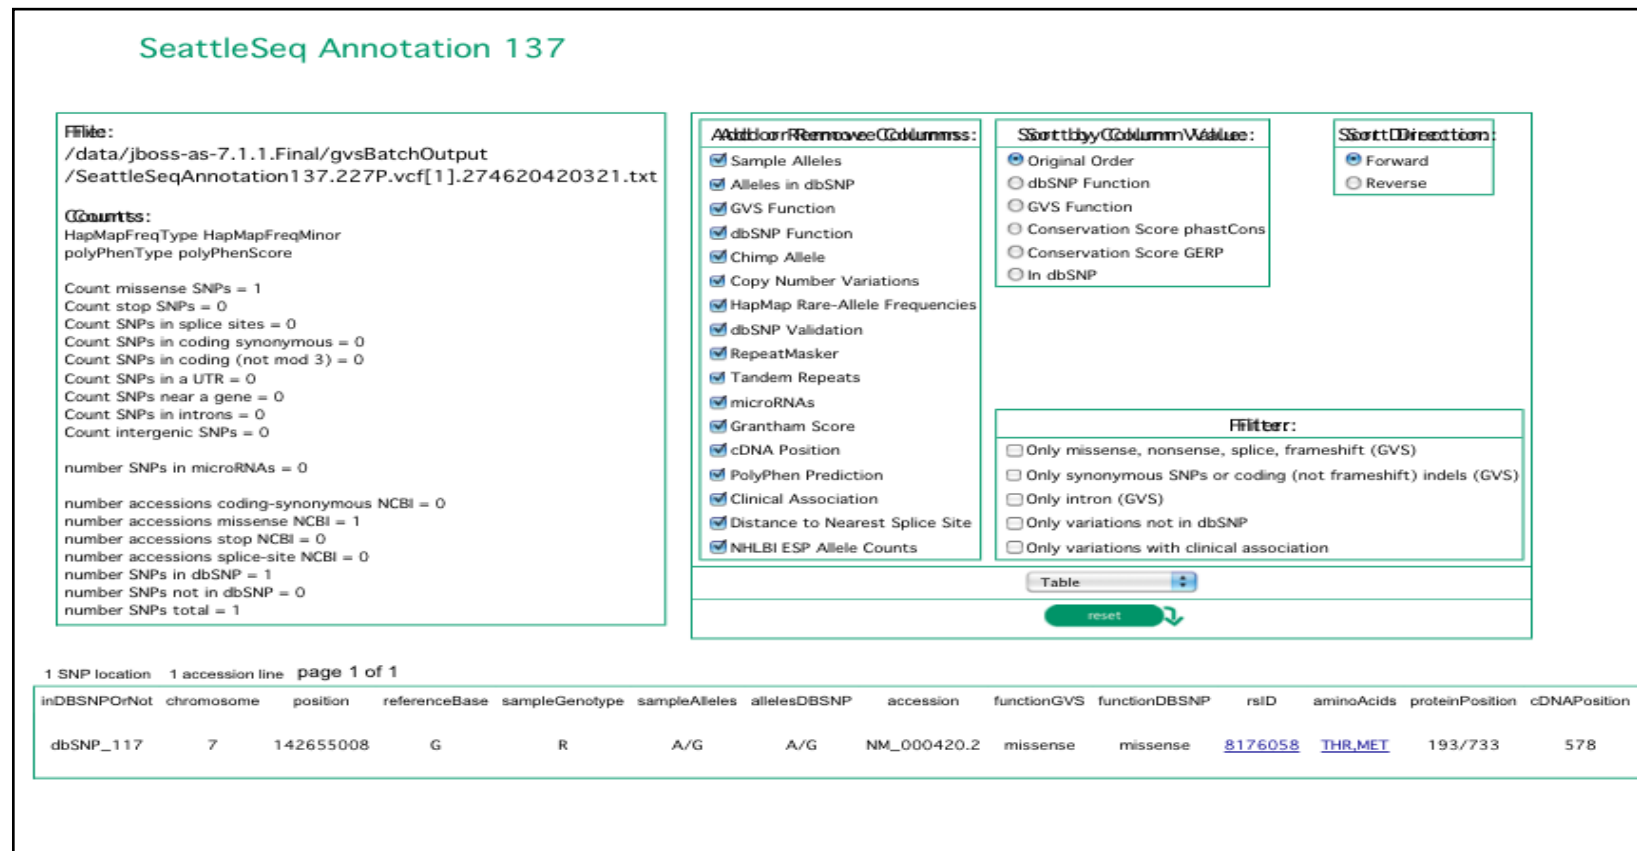 SeattleSeq Annotation 137
File:
/data/jboss-as-7.1.1.Final/gvsBatchOutput
/SeattleSeqAnnotation137.227P.vcf[1].274620420321.txt
Counts:
HapMapFreqType HapMapFreqMinor
polyPhenType polyPhenScore
Count missense SNPs = 1
Count stop SNPs = 0
Count SNPs in splice sites = 0
Count SNPs in coding synonymous = 0
Count SNPs in coding (not mod 3) = 0
Count SNPs in a UTR = 0
Count SNPs near a gene = 0
Count SNPs in introns = 0
Count intergenic SNPs = 0
number SNPs in microRNAs = 0
number accessions coding-synonymous NCBI = 0
number accessions missense NCBI = 1
number accessions stop NCBI = 0
number accessions splice-site NCBI = 0
number SNPs in dbSNP = 1
number SNPs not in dbSNP = 0
number SNPs total = 1
Add or Remove Columns:
Sample Alleles
Alleles in dbSNP
GVS Function
dbSNP Function
Chimp Allele
Copy Number Variations
HapMap Rare-Allele Frequencies
dbSNP Validation
RepeatMasker
Tandem Repeats
microRNAs
Grantham Score
cDNA Position
PolyPhen Prediction
Clinical Association
Distance to Nearest Splice Site
NHLBI ESP Allele Counts
Sort by Column Value:
Original Order
dbSNP Function
GVS Function
Conservation Score phastCons
Conservation Score GERP
In dbSNP
Sort Direction:
Forward
Reverse
Filter:
Only missense, nonsense, splice, frameshift (GVS)
Only synonymous SNPs or coding (not frameshift) indels (GVS)
Only intron (GVS)
Only variations not in dbSNP
Only variations with clinical association
Table
reset
1 SNP location 1 accession line page 1 of 1
inDBSNPOrNot chromosome position referenceBase sampleGenotype sampleAlleles allelesDBSNP accession functionGVS functionDBSNP rsID aminoAcids proteinPosition cDNAPosition
dbSNP_117 7 142655008 G R A/G A/G NM_000420.2 missense missense 8176058 THR,MET 193/733 578